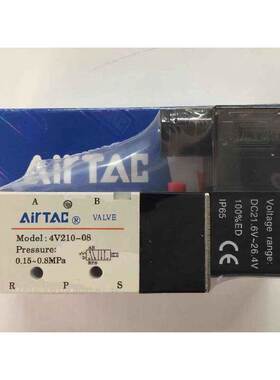 AirTAC
A B
AirTAC® VALVE
Model: 4V210-08
Pressure:
0.15~0.8MPa
R P S
Voltage range:
DC21.6V~26.4V
100%ED
IP65
CE